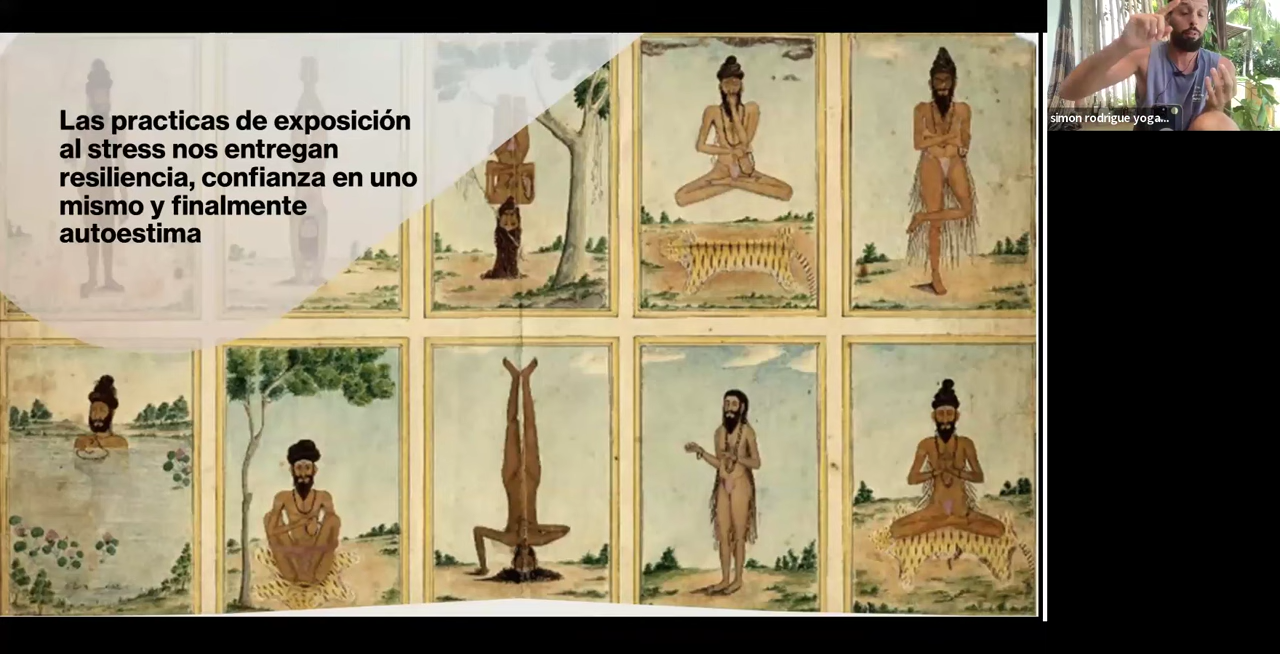 Las practicas de exposición
al stress nos entregan
resiliencia, confianza en uno
mismo y finalmente
autoestima
simon rodrigue yoga...